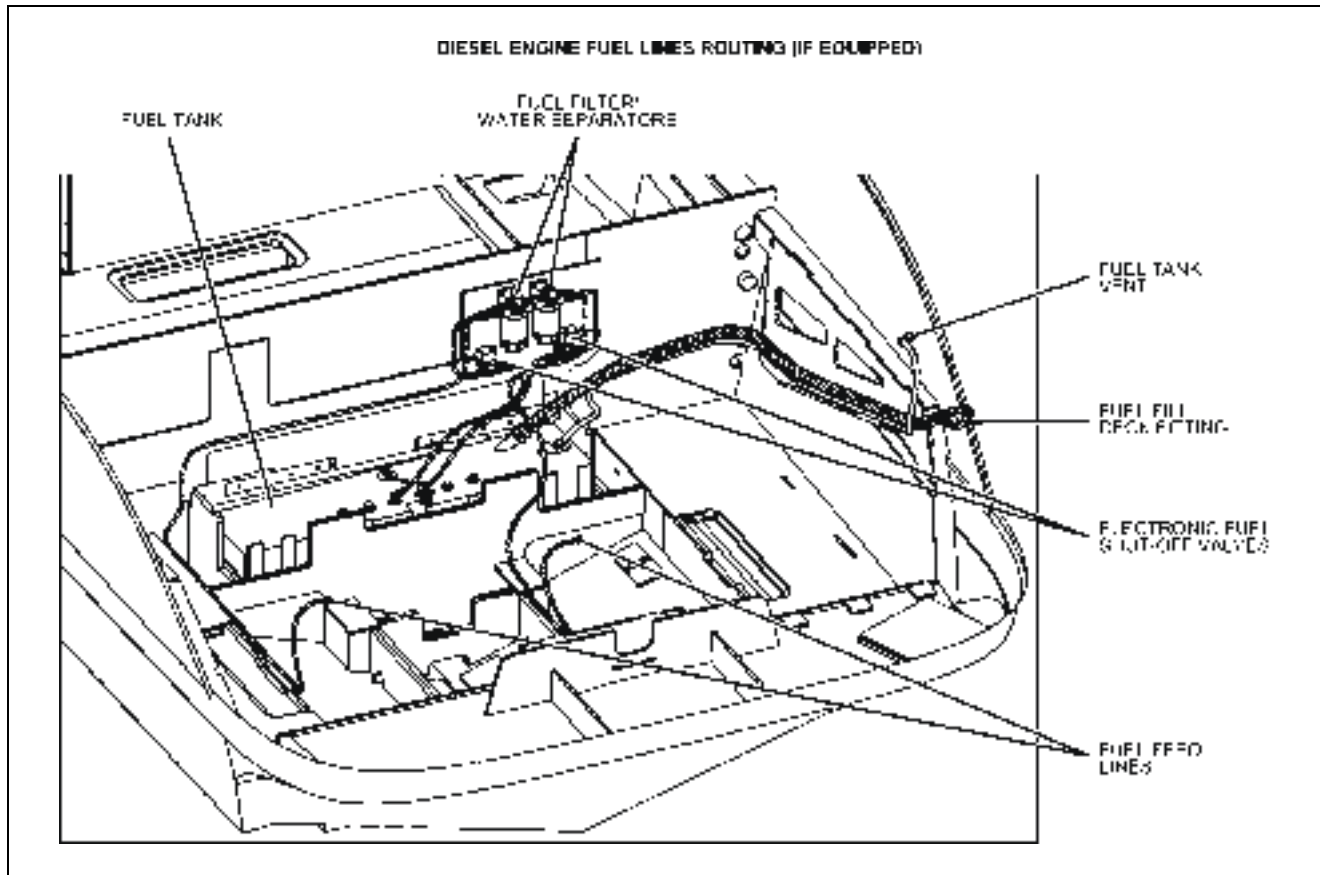 DIESEL ENGINE FUEL LINES ROUTING (IF EQUIPPED)
FUEL FILTER/
WATER SEPARATORS
FUEL TANK
FUEL TANK
VENT
FUEL FILL
DECK FITTING
ELECTRONIC FUEL
SHUT-OFF VALVES
FUEL FEED
LINES